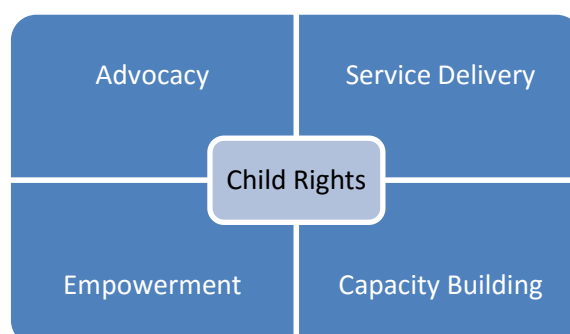 Advocacy
Service Delivery
Child Rights
Empowerment
Capacity Building